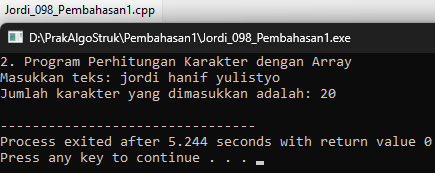 Jordi_098_Pembahasan1.cpp
D:\PrakAlgoStruk\Pembahasan1\Jordi_098_Pembahasan1.exe
2. Program Perhitungan Karakter dengan Array
Masukkan teks: jordi hanif yulistyo
Jumlah karakter yang dimasukkan adalah: 20
--------------------------------
Process exited after 5.244 seconds with return value 0
Press any key to continue . . .